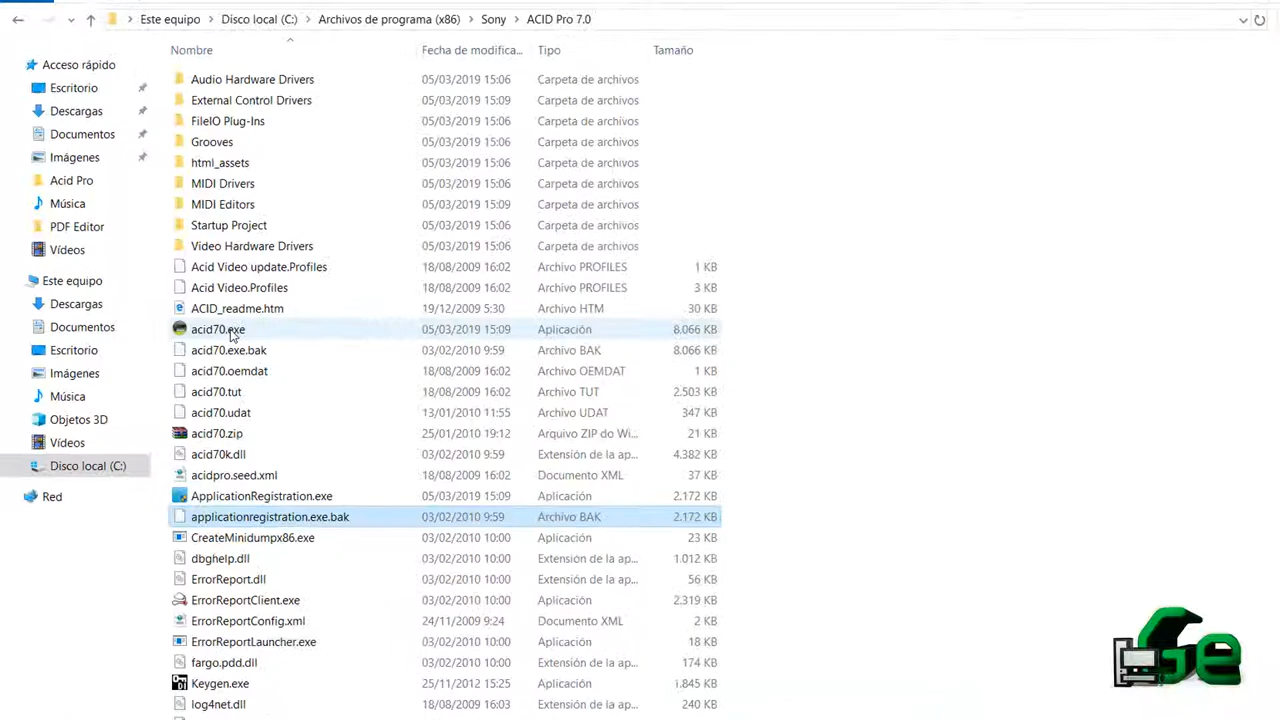 Este equipo > Disco local (C:) > Archivos de programa (x86) > Sony > ACID Pro 7.0
Nombre Fecha de modifica... Tipo Tamaño
Acceso rápido
Escritorio
Descargas
Documentos
Imágenes
Acid Pro
Música
PDF Editor
Vídeos
Este equipo
Descargas
Documentos
Escritorio
Imágenes
Música
Objetos 3D
Vídeos
Disco local (C:)
Red
Audio Hardware Drivers 05/03/2019 15:06 Carpeta de archivos
External Control Drivers 05/03/2019 15:09 Carpeta de archivos
FileIO Plug-Ins 05/03/2019 15:06 Carpeta de archivos
Grooves 05/03/2019 15:06 Carpeta de archivos
html_assets 05/03/2019 15:06 Carpeta de archivos
MIDI Drivers 05/03/2019 15:06 Carpeta de archivos
MIDI Editors 05/03/2019 15:09 Carpeta de archivos
Startup Project 05/03/2019 15:06 Carpeta de archivos
Video Hardware Drivers 05/03/2019 15:06 Carpeta de archivos
Acid Video update.Profiles 18/08/2009 16:02 Archivo PROFILES 1 KB
Acid Video.Profiles 18/08/2009 16:02 Archivo PROFILES 3 KB
ACID_readme.htm 19/12/2009 5:30 Archivo HTM 30 KB
acid70.exe 05/03/2019 15:09 Aplicación 8.066 KB
acid70.exe.bak 03/02/2010 9:59 Archivo BAK 8.066 KB
acid70.oemdat 18/08/2009 16:02 Archivo OEMDAT 1 KB
acid70.tut 18/08/2009 16:02 Archivo TUT 2.503 KB
acid70.udat 13/01/2010 11:55 Archivo UDAT 347 KB
acid70.zip 25/01/2010 19:12 Arquivo ZIP do Wi... 21 KB
acid70k.dll 03/02/2010 9:59 Extensión de la ap... 4.382 KB
acidpro.seed.xml 18/08/2009 16:02 Documento XML 37 KB
ApplicationRegistration.exe 05/03/2019 15:09 Aplicación 2.172 KB
applicationregistration.exe.bak 03/02/2010 9:59 Archivo BAK 2.172 KB
CreateMinidumpx86.exe 03/02/2010 10:00 Aplicación 23 KB
dbghelp.dll 03/02/2010 10:00 Extensión de la ap... 1.012 KB
ErrorReport.dll 03/02/2010 10:00 Extensión de la ap... 56 KB
ErrorReportClient.exe 03/02/2010 10:00 Aplicación 2.319 KB
ErrorReportConfig.xml 24/11/2009 9:24 Documento XML 2 KB
ErrorReportLauncher.exe 03/02/2010 10:00 Aplicación 18 KB
fargo.pdd.dll 03/02/2010 10:00 Extensión de la ap... 174 KB
Keygen.exe 25/11/2012 15:25 Aplicación 1.845 KB
log4net.dll 18/08/2009 16:03 Extensión de la ap... 240 KB
Ge